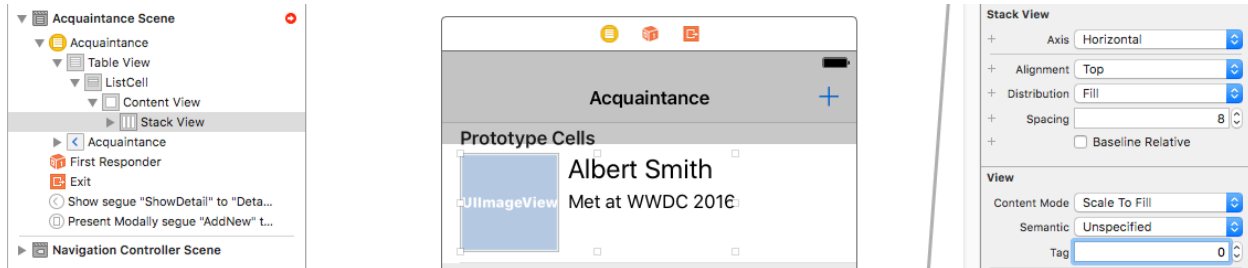 Acquaintance Scene
Acquaintance
Table View
ListCell
Content View
Stack View
Acquaintance
First Responder
Exit
Show segue "ShowDetail" to "Deta...
Present Modally segue "AddNew" t...
Navigation Controller Scene
Acquaintance +
Prototype Cells
UIImageView
Albert Smith
Met at WWDC 2016
Stack View
+ Axis Horizontal
+ Alignment Top
+ Distribution Fill
+ Spacing 8
+ Baseline Relative
View
Content Mode Scale To Fill
Semantic Unspecified
Tag 0